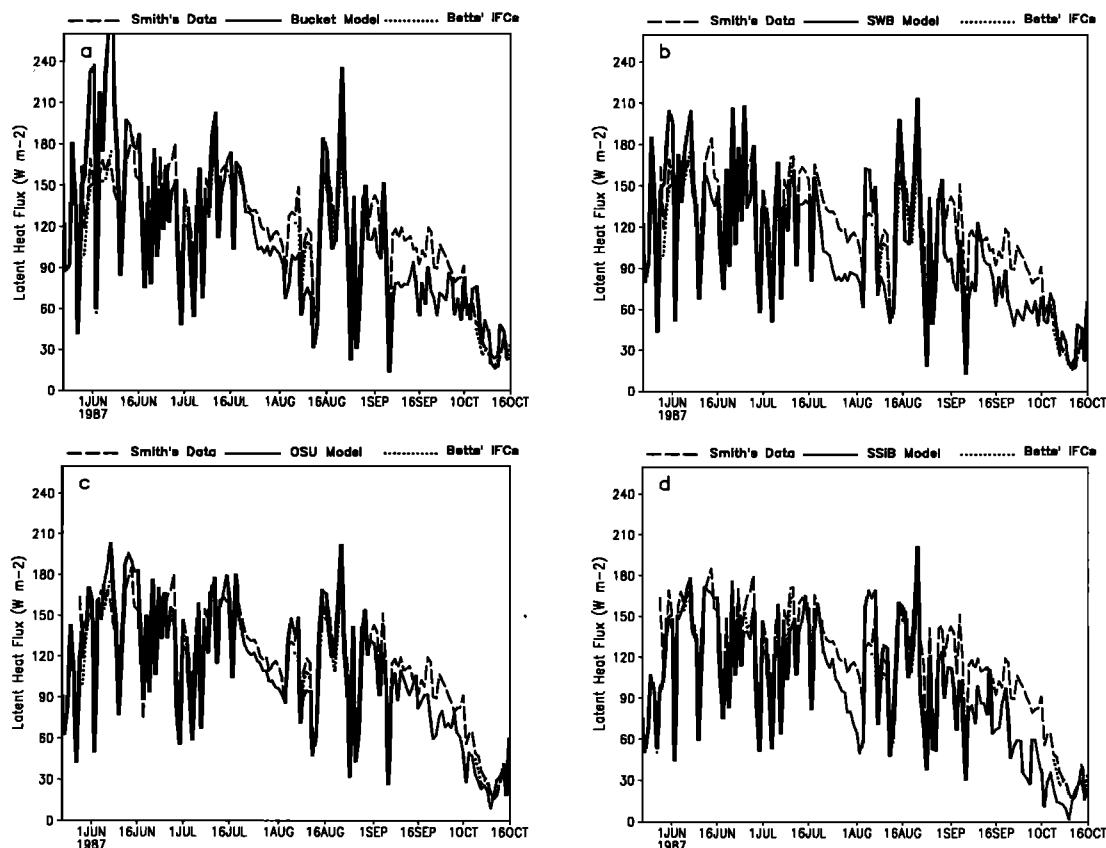 Smith's Data Bucket Model Betts' IFCs
a
Latent Heat Flux (W m-2)
240
210
180
150
120
90
60
30
0
1JUN 16JUN 1JUL 16JUL 1AUG 16AUG 1SEP 16SEP 1OCT 16OCT
1987
Smith's Data SWB Model Betts' IFCs
b
Latent Heat Flux (W m-2)
240
210
180
150
120
90
60
30
0
1JUN 16JUN 1JUL 16JUL 1AUG 16AUG 1SEP 16SEP 1OCT 16OCT
1987
Smith's Data OSU Model Betts' IFCs
c
Latent Heat Flux (W m-2)
240
210
180
150
120
90
60
30
0
1JUN 16JUN 1JUL 16JUL 1AUG 16AUG 1SEP 16SEP 1OCT 16OCT
1987
Smith's Data SSiB Model Betts' IFCs
d
Latent Heat Flux (W m-2)
240
210
180
150
120
90
60
30
0
1JUN 16JUN 1JUL 16JUL 1AUG 16AUG 1SEP 16SEP 1OCT 16OCT
1987